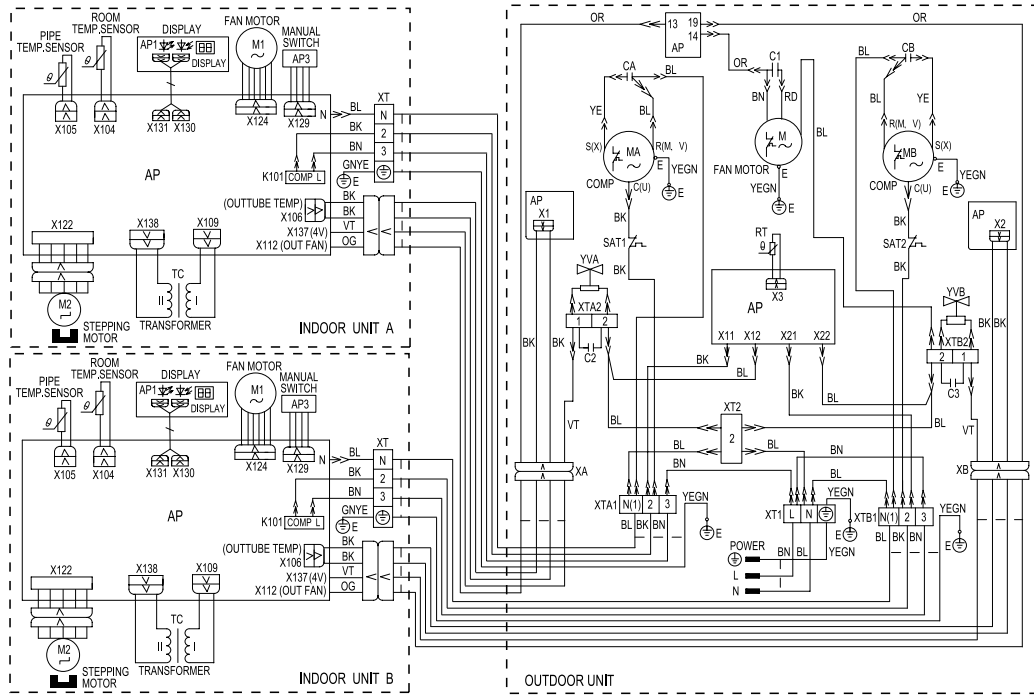 PIPE
TEMP.SENSOR
ROOM
TEMP.SENSOR
DISPLAY
FAN MOTOR
MANUAL
SWITCH
θ
θ
AP1
DISPLAY
M1
AP3
X105
X104
X131
X130
X124
X129
N
BL
XT
N
BK
2
BN
3
K101
COMP L
GNYE
E
AP
(OUTTUBE TEMP)
X106
BK
BK
X137(4V)
VT
X112 (OUT FAN)
OG
X122
X138
X109
TC
II
I
M2
STEPPING
MOTOR
TRANSFORMER
INDOOR UNIT A
PIPE
TEMP.SENSOR
ROOM
TEMP.SENSOR
DISPLAY
FAN MOTOR
MANUAL
SWITCH
θ
θ
AP1
DISPLAY
M1
AP3
X105
X104
X131
X130
X124
X129
N
BL
XT
N
BK
2
BN
3
K101
COMP L
GNYE
E
AP
(OUTTUBE TEMP)
X106
BK
BK
X137(4V)
VT
X112 (OUT FAN)
OG
X122
X138
X109
TC
II
I
M2
STEPPING
MOTOR
TRANSFORMER
INDOOR UNIT B
OR
13
19
14
AP
OR
CA
BL
OR
C1
BL
CB
YE
BL
BN
RD
BL
BL
YE
S(X)
MA
R(M, V)
E
YEGN
E
COMP
C(U)
M
FAN MOTOR
E
YEGN
E
R(M, V)
MB
S(X)
E
YEGN
E
COMP
C(U)
AP
X1
BK
SAT1
BK
RT
θ
X3
BK
SAT2
BK
AP
X2
YVA
XTA2
1
2
C2
AP
X11
X12
X21
X22
YVB
XTB2
2
1
C3
BK
BK
BK
BL
BK
BL
BK
BK
VT
VT
BL
XT2
2
BL
BL
BL
BN
BN
BL
XA
XB
XTA1
N(1)
2
3
BL
BK
BN
YEGN
E
XT1
L
N
YEGN
E
XTB1
N(1)
2
3
BL
BK
BN
YEGN
E
POWER
BN
BL
YEGN
L
N
OUTDOOR UNIT